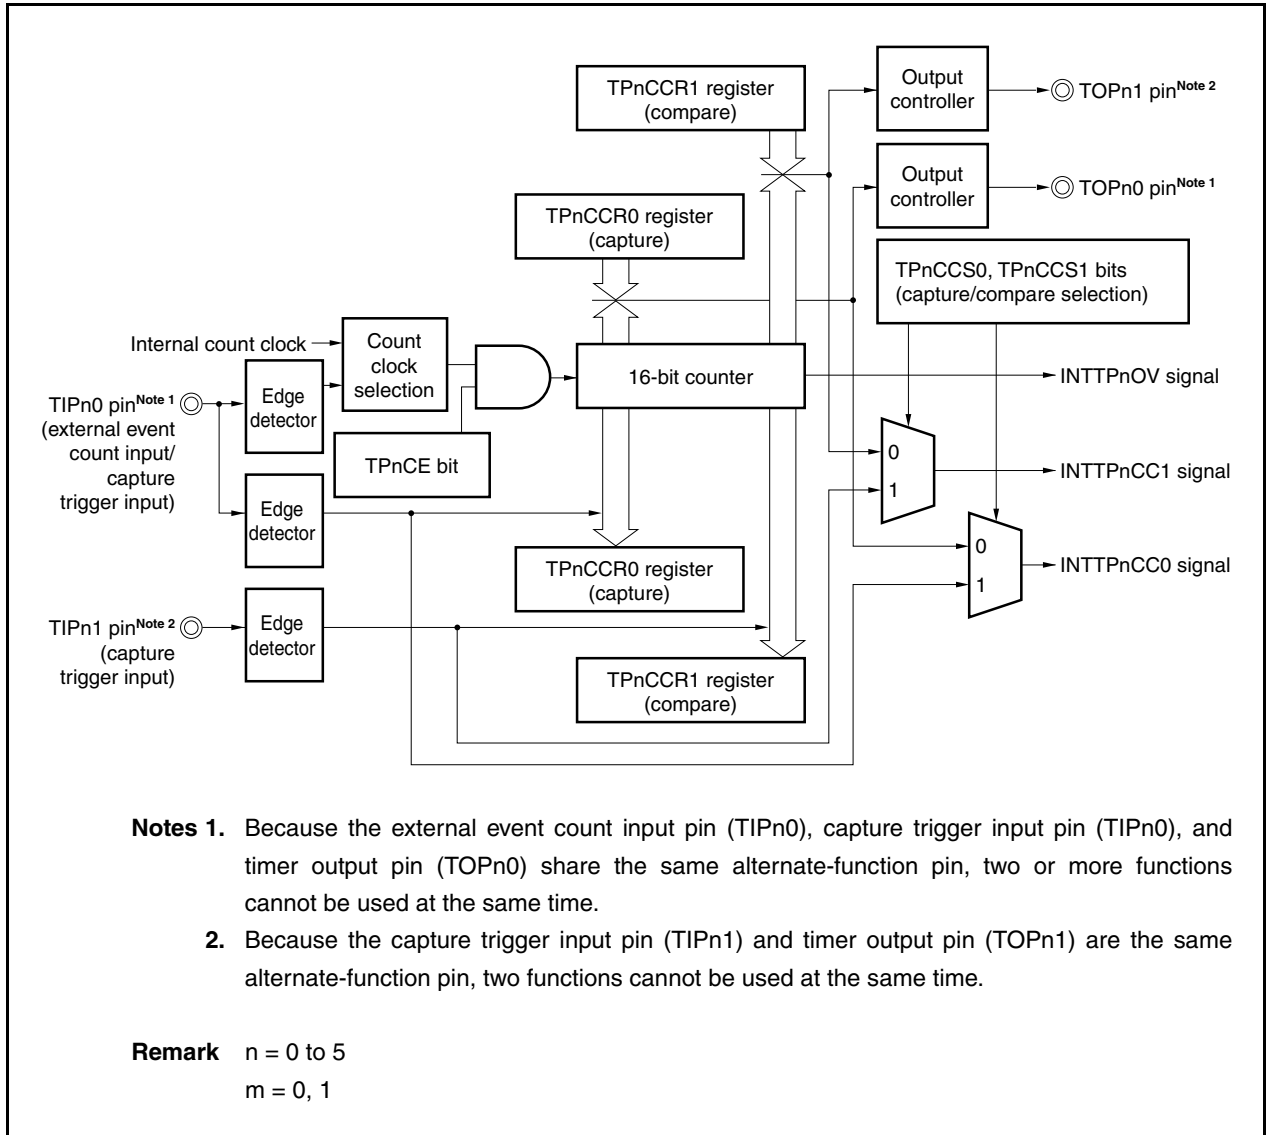 TPnCCR1 register
(compare)
Output
controller
TOPn1 pinNote 2
Output
controller
TOPn0 pinNote 1
TPnCCR0 register
(capture)
TPnCCS0, TPnCCS1 bits
(capture/compare selection)
Internal count clock
Count
clock
selection
16-bit counter
INTTPnOV signal
TIPn0 pinNote 1
(external event
count input/
capture
trigger input)
Edge
detector
TPnCE bit
0
1
INTTPnCC1 signal
Edge
detector
0
1
INTTPnCC0 signal
TPnCCR0 register
(capture)
TIPn1 pinNote 2
(capture
trigger input)
Edge
detector
TPnCCR1 register
(compare)
Notes 1. Because the external event count input pin (TIPn0), capture trigger input pin (TIPn0), and
timer output pin (TOPn0) share the same alternate-function pin, two or more functions
cannot be used at the same time.
2. Because the capture trigger input pin (TIPn1) and timer output pin (TOPn1) are the same
alternate-function pin, two functions cannot be used at the same time.
Remark n = 0 to 5
m = 0, 1